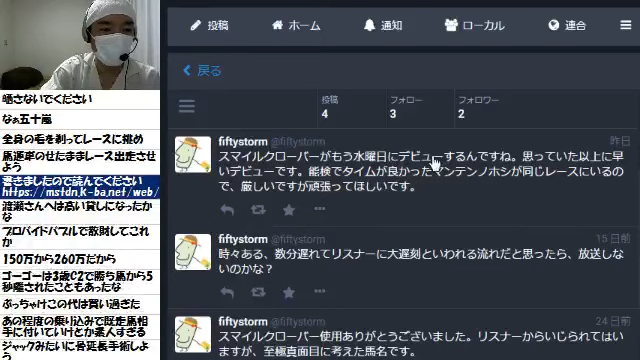 投稿
ホーム
通知
ローカル
連合
戻る
投稿
4
フォロー
3
フォロワー
2
晒さないでください
なぁ五十嵐
全身の毛を剃ってレースに挑め
馬運車のせたままレース出走させよう
書きましたので読んでください
https://mstdn.k-ba.net/web/
渡瀬さんへは高い貸しになったかな
プロバイドバブルで散財してこれか
150万から260万だから
ゴーゴーは3歳C2で勝ち馬から5秒離されたこともあったな
ぶっちゃけこの代は買い過ぎた
あの程度の乗り込みで既走馬相手に付いていけとか素人すぎる
ジャックみたいに骨延長手術しよう
fiftystorm @fiftystorm
昨日
スマイルクローバーがもう水曜日にデビューするんですね。思っていた以上に早
いデビューです。能検でタイムが良かったマンテンノホシが同じレースにいるの
で、厳しいですが頑張ってほしいです。
fiftystorm @fiftystorm
15日前
時々ある、数分遅れてリスナーに大遅刻といわれる流れだと思ったら、放送しな
いのかな？
fiftystorm @fiftystorm
24日前
スマイルクローバー使用ありがとうございました。リスナーからいじられてはい
ますが、至極真面目に考えた馬名です。